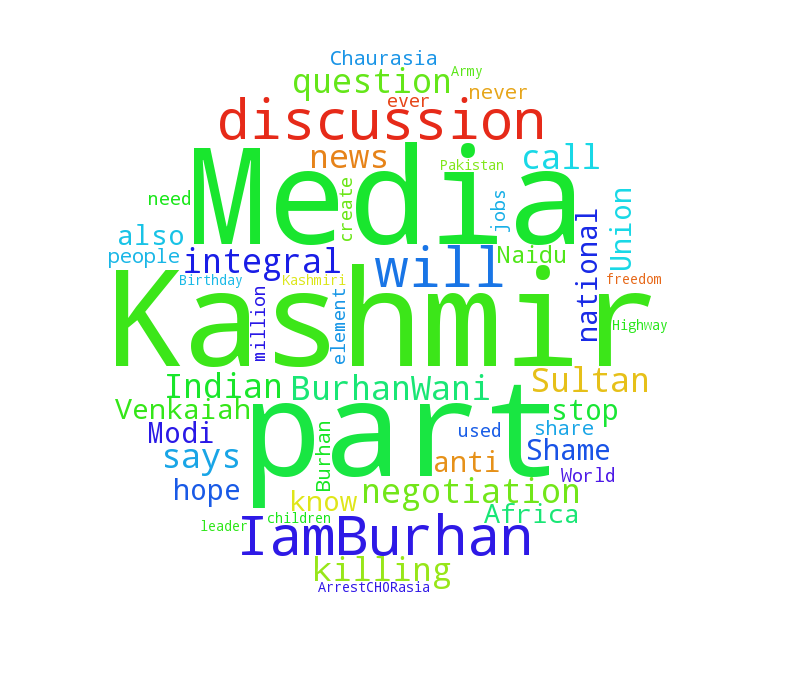 Chaurasia
Army
question
never
ever
discussion
news
call
Pakistan
Media
need
create
jobs
Union
also
national
people
integral
will
Naidu
Birthday
Kashmiri
freedom
Kashmir
million
element
Highway
Indian
BurhanWani
Sultan
part
Venkaiah
stop
Modi
Burhan
used
share
says
anti
Shame
World
hope
know
negotiation
Africa
leader
children
IamBurhan
killing
ArrestCHORasia